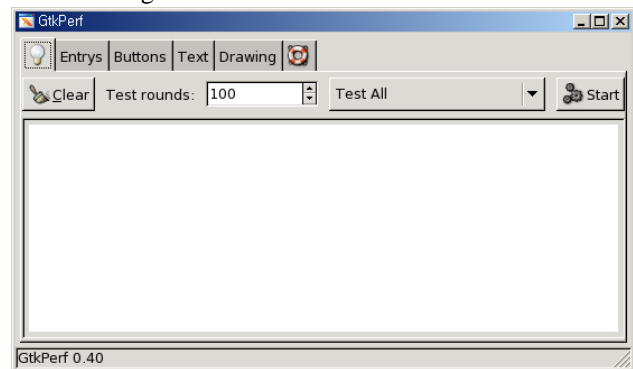 GtkPerf
Entrys Buttons Text Drawing
Clear Test rounds: 100 Test All Start
GtkPerf 0.40